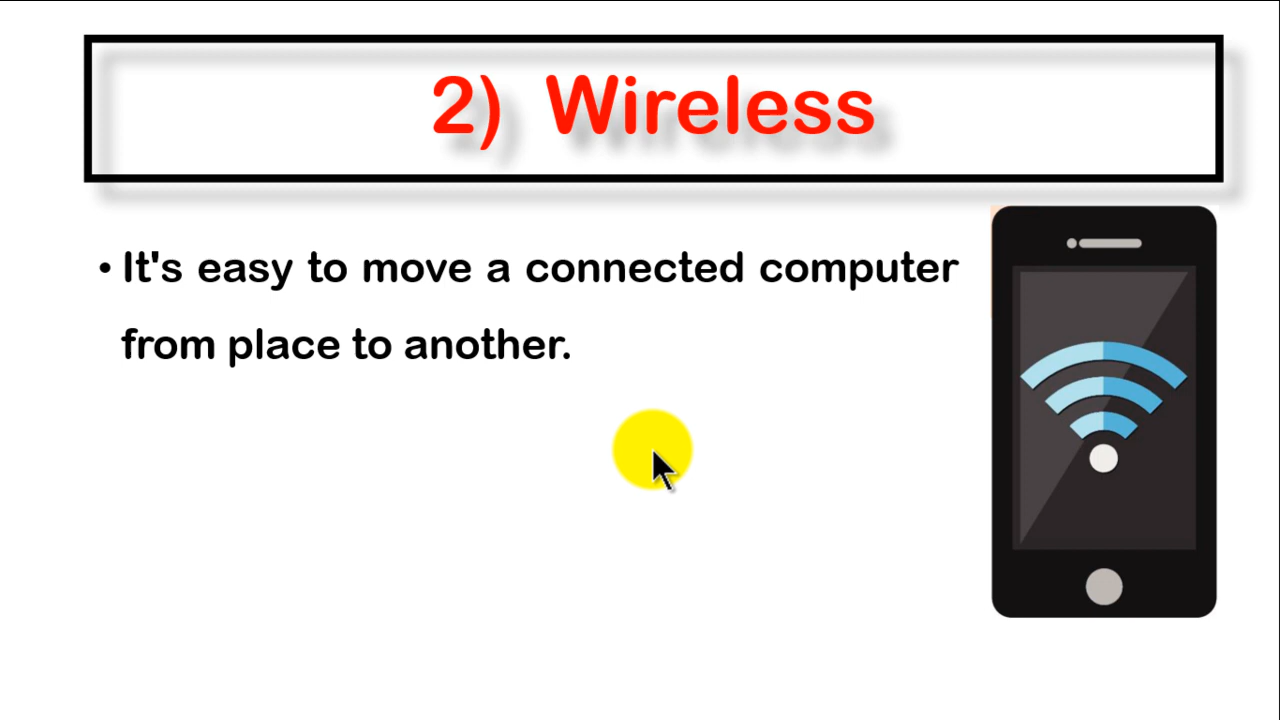 2) Wireless
• It's easy to move a connected computer
from place to another.